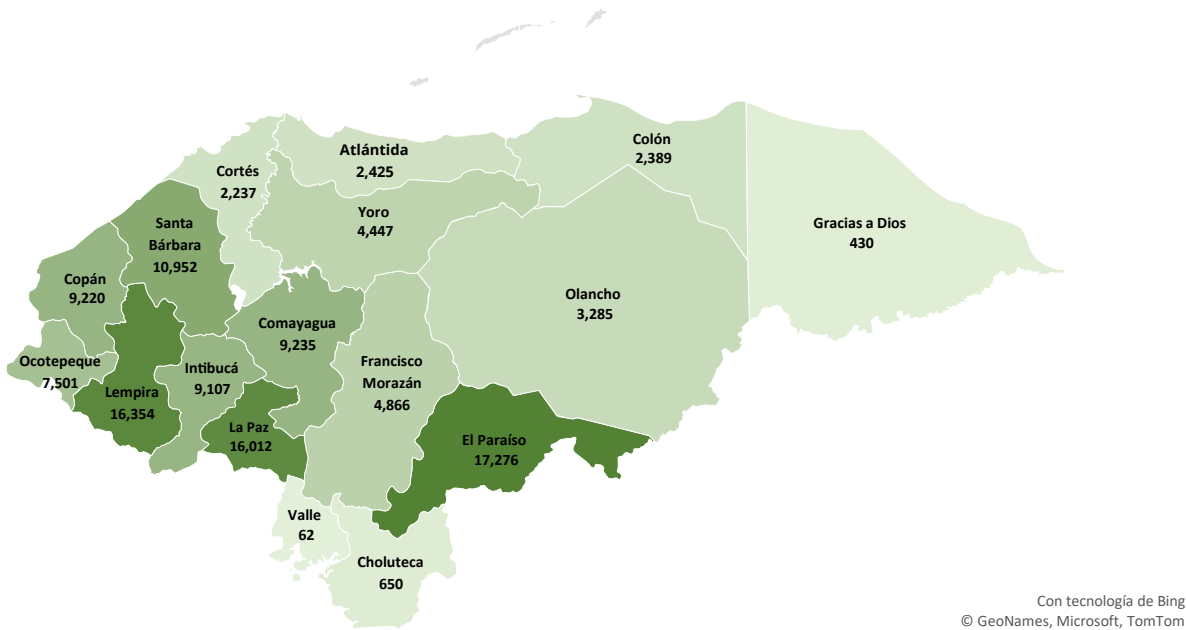 Colón
2,389
Atlántida
2,425
Cortés
2,237
Yoro
4,447
Gracias a Dios
430
Santa
Bárbara
10,952
Copán
9,220
Olancho
3,285
Comayagua
9,235
Ocotepeque
7,501
Intibucá
9,107
Francisco
Morazán
4,866
Lempira
16,354
La Paz
16,012
El Paraíso
17,276
Valle
62
Choluteca
650
Con tecnología de Bing
© GeoNames, Microsoft, TomTom